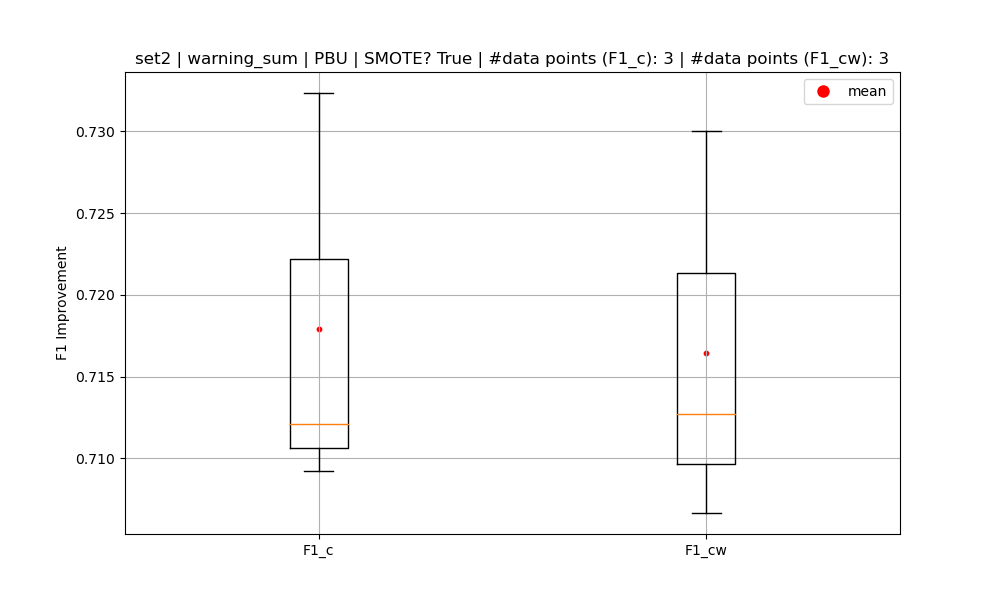 set2 | warning_sum | PBU | SMOTE? True | #data points (F1_c): 3 | #data points (F1_cw): 3
mean
0.730
0.725
0.720
0.715
0.710
F1 Improvement
F1_c
F1_cw